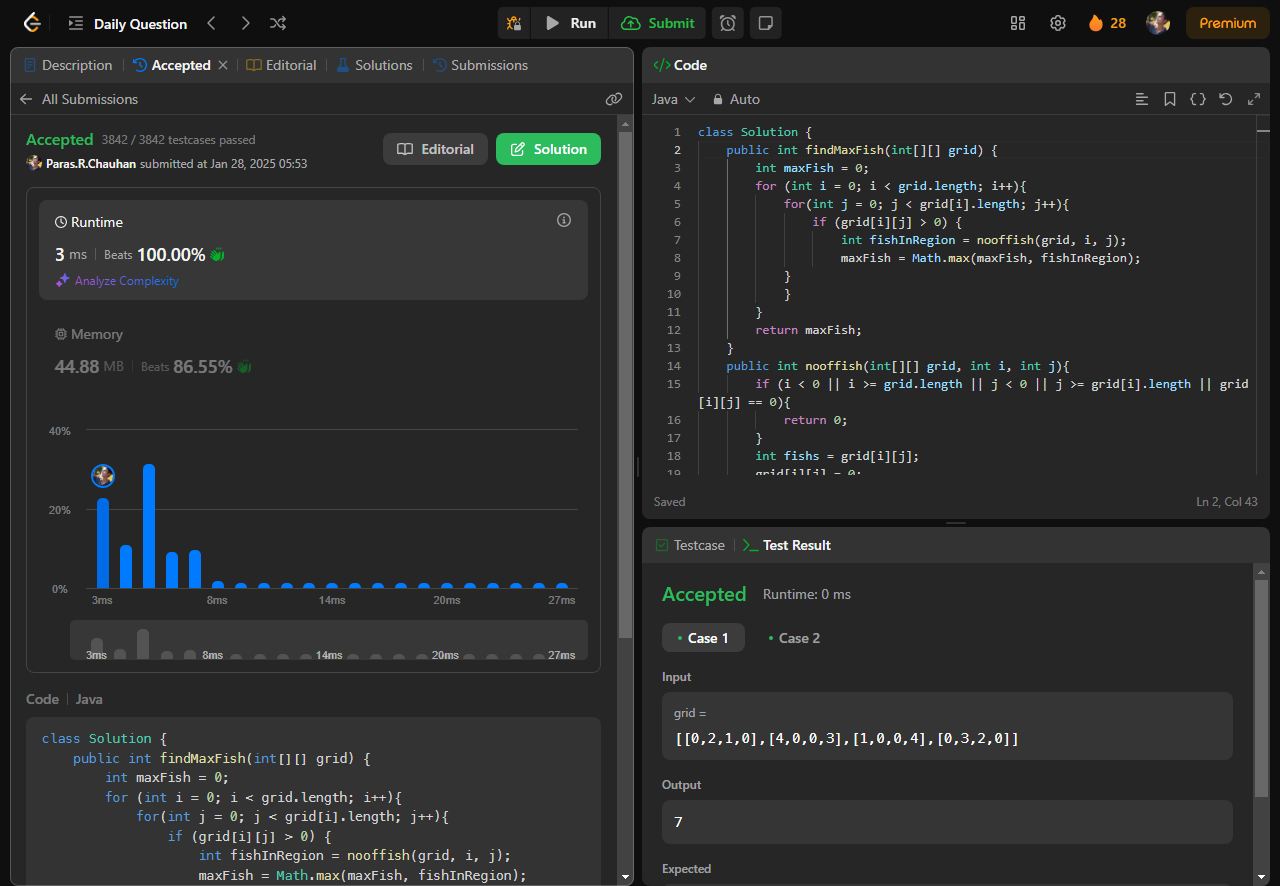 Daily Question
Run
Submit
28
Premium
Description
Accepted
Editorial
Solutions
Submissions
All Submissions
Accepted 3842 / 3842 testcases passed
Paras.R.Chauhan submitted at Jan 28, 2025 05:53
Editorial
Solution
Runtime
3 ms Beats 100.00%
Analyze Complexity
Memory
44.88 MB Beats 86.55%
40%
20%
0%
3ms 8ms 14ms 20ms 27ms
3ms 8ms 14ms 20ms 27ms
Code Java
class Solution {
public int findMaxFish(int[][] grid) {
int maxFish = 0;
for (int i = 0; i < grid.length; i++){
for(int j = 0; j < grid[i].length; j++){
if (grid[i][j] > 0) {
int fishInRegion = nooffish(grid, i, j);
maxFish = Math.max(maxFish, fishInRegion);
</> Code
Java
Auto
1 class Solution {
2 public int findMaxFish(int[][] grid) {
3 int maxFish = 0;
4 for (int i = 0; i < grid.length; i++){
5 for(int j = 0; j < grid[i].length; j++){
6 if (grid[i][j] > 0) {
7 int fishInRegion = nooffish(grid, i, j);
8 maxFish = Math.max(maxFish, fishInRegion);
9 }
10 }
11 }
12 return maxFish;
13 }
14 public int nooffish(int[][] grid, int i, int j){
15 if (i < 0 || i >= grid.length || j < 0 || j >= grid[i].length || grid
[i][j] == 0){
16 return 0;
17 }
18 int fishs = grid[i][j];
19 grid[i][j] = 0;
Saved
Ln 2, Col 43
Testcase
Test Result
Accepted Runtime: 0 ms
• Case 1
• Case 2
Input
grid =
[[0,2,1,0],[4,0,0,3],[1,0,0,4],[0,3,2,0]]
Output
7
Expected